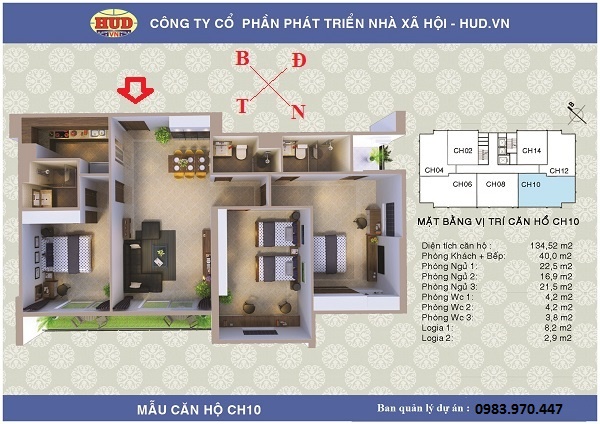 HUD
VN
CÔNG TY CỔ PHẦN PHÁT TRIỂN NHÀ XÃ HỘI - HUD.VN
B
Đ
T
N
B
CH02
CH14
CH04
CH12
CH06
CH08
CH10
MẶT BẰNG VỊ TRÍ CĂN HỔ CH10
Diện tích căn hộ : 134,52 m2
Phòng Khách + Bếp: 40,0 m2
Phòng Ngủ 1: 22,5 m2
Phòng Ngủ 2: 16,9 m2
Phòng Ngủ 3: 21,5 m2
Phòng Wc 1: 4,2 m2
Phòng Wc 2: 4,2 m2
Phòng Wc 3: 3,8 m2
Logia 1: 8,2 m2
Logia 2: 2,9 m2
MẪU CĂN HỘ CH10
Ban quản lý dự án : 0983.970.447